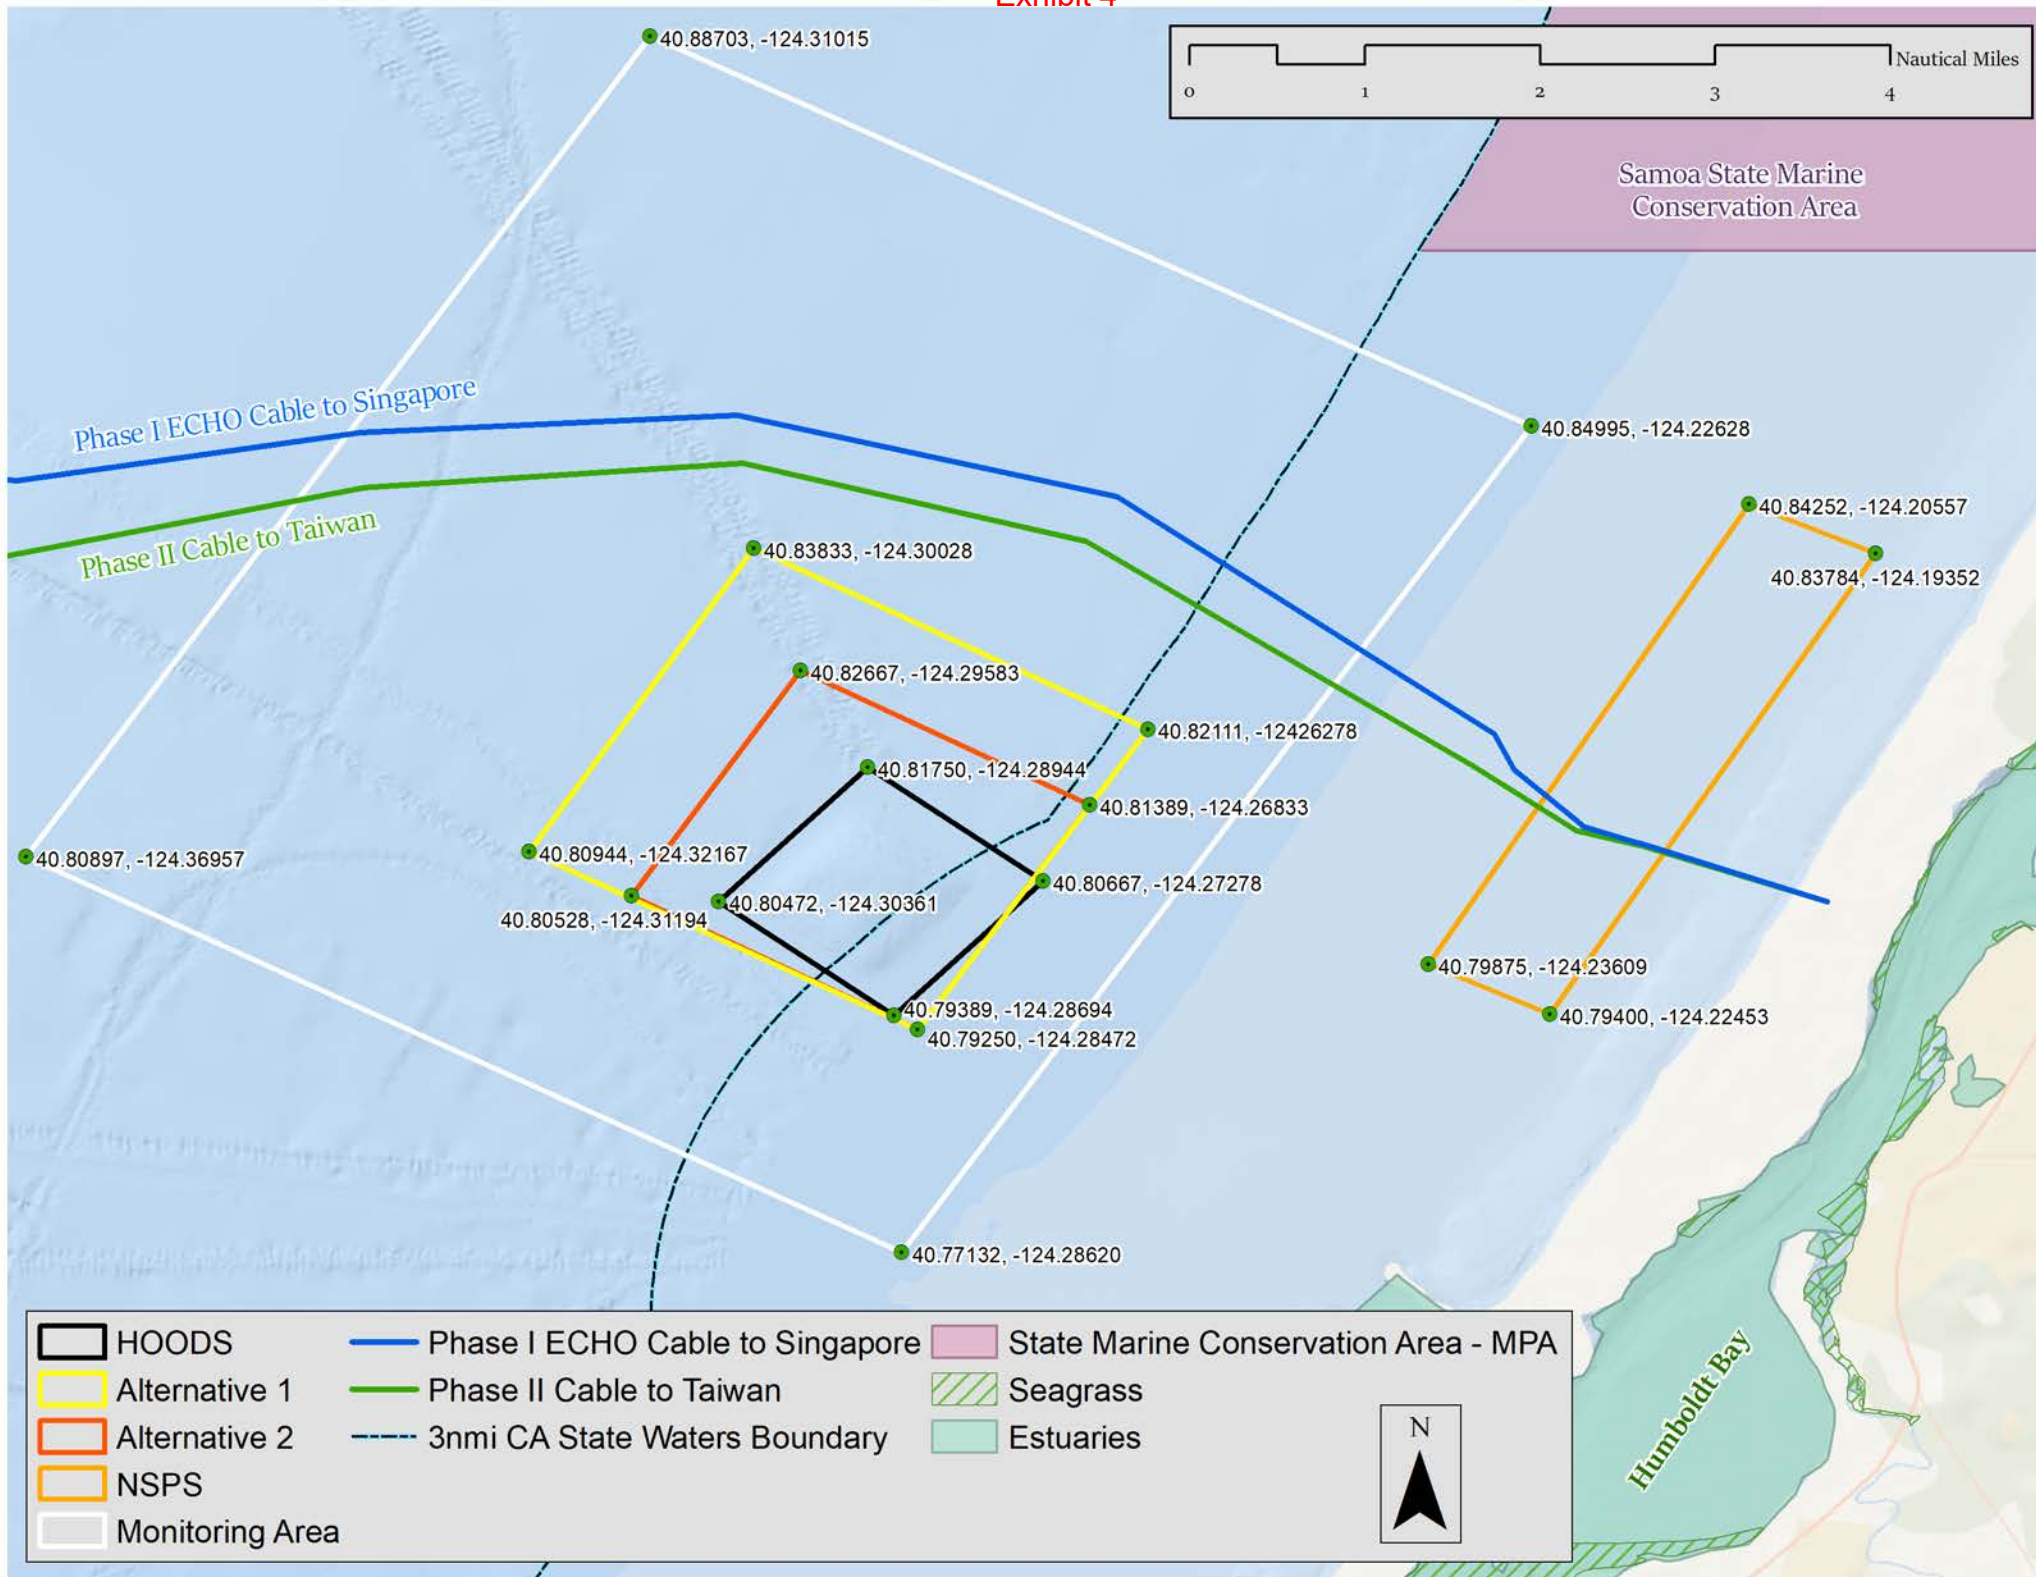 Exhibit 4
40.88703, -124.31015
Nautical Miles
0 1 2 3 4
Samoa State Marine
Conservation Area
Phase I ECHO Cable to Singapore
40.84995, -124.22628
Phase II Cable to Taiwan
40.84252, -124.20557
40.83833, -124.30028
40.83784, -124.19352
40.82667, -124.29583
40.82111, -12426278
40.81750, -124.28944
40.81389, -124.26833
40.80897, -124.36957
40.80944, -124.32167
40.80667, -124.27278
40.80472, -124.30361
40.80528, -124.31194
40.79875, -124.23609
40.79389, -124.28694
40.79400, -124.22453
40.79250, -124.28472
40.77132, -124.28620
HOODS
Alternative 1
Alternative 2
NSPS
Monitoring Area
Phase I ECHO Cable to Singapore
Phase II Cable to Taiwan
3nmi CA State Waters Boundary
State Marine Conservation Area - MPA
Seagrass
Estuaries
N
Humboldt Bay